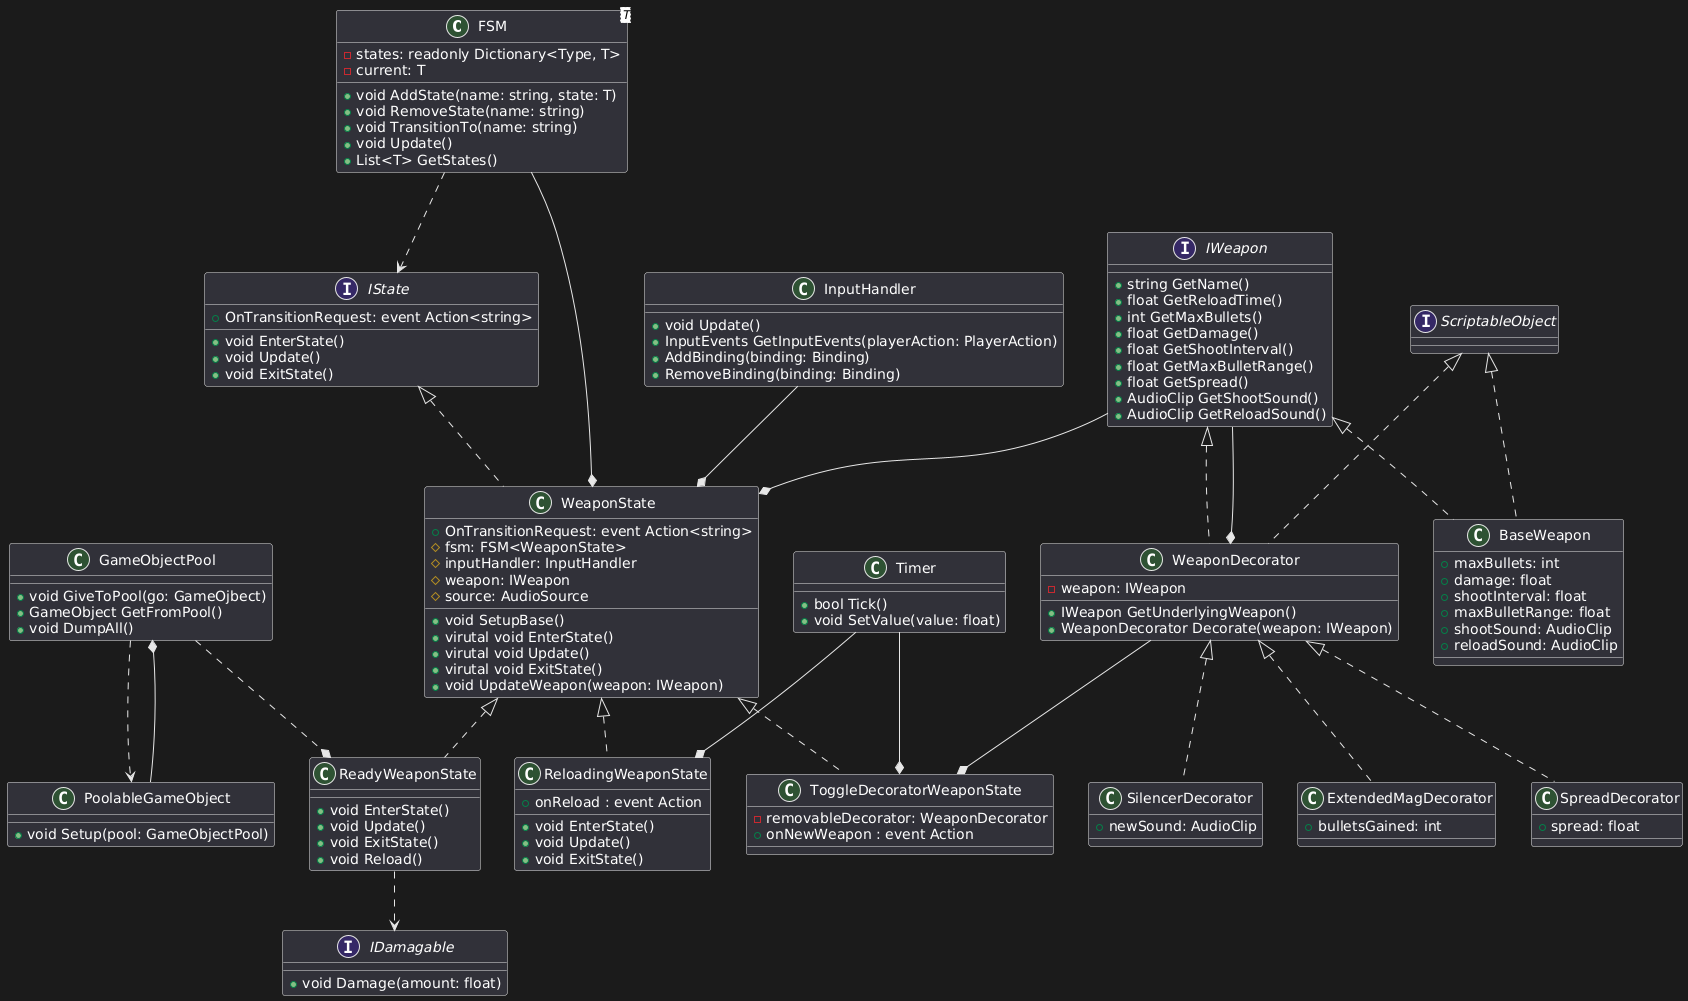 T
C FSM
states: readonly Dictionary<Type, T>
current: T
void AddState(name: string, state: T)
void RemoveState(name: string)
void TransitionTo(name: string)
void Update()
List<T> GetStates()
I IState
OnTransitionRequest: event Action<string>
void EnterState()
void Update()
void ExitState()
C InputHandler
void Update()
InputEvents GetInputEvents(playerAction: PlayerAction)
AddBinding(binding: Binding)
RemoveBinding(binding: Binding)
I IWeapon
string GetName()
float GetReloadTime()
int GetMaxBullets()
float GetDamage()
float GetShootInterval()
float GetMaxBulletRange()
float GetSpread()
AudioClip GetShootSound()
AudioClip GetReloadSound()
I ScriptableObject
C WeaponState
OnTransitionRequest: event Action<string>
fsm: FSM<WeaponState>
inputHandler: InputHandler
weapon: IWeapon
source: AudioSource
void SetupBase()
virutal void EnterState()
virutal void Update()
virutal void ExitState()
void UpdateWeapon(weapon: IWeapon)
C GameObjectPool
void GiveToPool(go: GameOjbect)
GameObject GetFromPool()
void DumpAll()
C Timer
bool Tick()
void SetValue(value: float)
C WeaponDecorator
weapon: IWeapon
IWeapon GetUnderlyingWeapon()
WeaponDecorator Decorate(weapon: IWeapon)
C BaseWeapon
maxBullets: int
damage: float
shootInterval: float
maxBulletRange: float
shootSound: AudioClip
reloadSound: AudioClip
C PoolableGameObject
void Setup(pool: GameObjectPool)
C ReadyWeaponState
void EnterState()
void Update()
void ExitState()
void Reload()
C ReloadingWeaponState
onReload : event Action
void EnterState()
void Update()
void ExitState()
C ToggleDecoratorWeaponState
removableDecorator: WeaponDecorator
onNewWeapon : event Action
C SilencerDecorator
newSound: AudioClip
C ExtendedMagDecorator
bulletsGained: int
C SpreadDecorator
spread: float
I IDamagable
void Damage(amount: float)